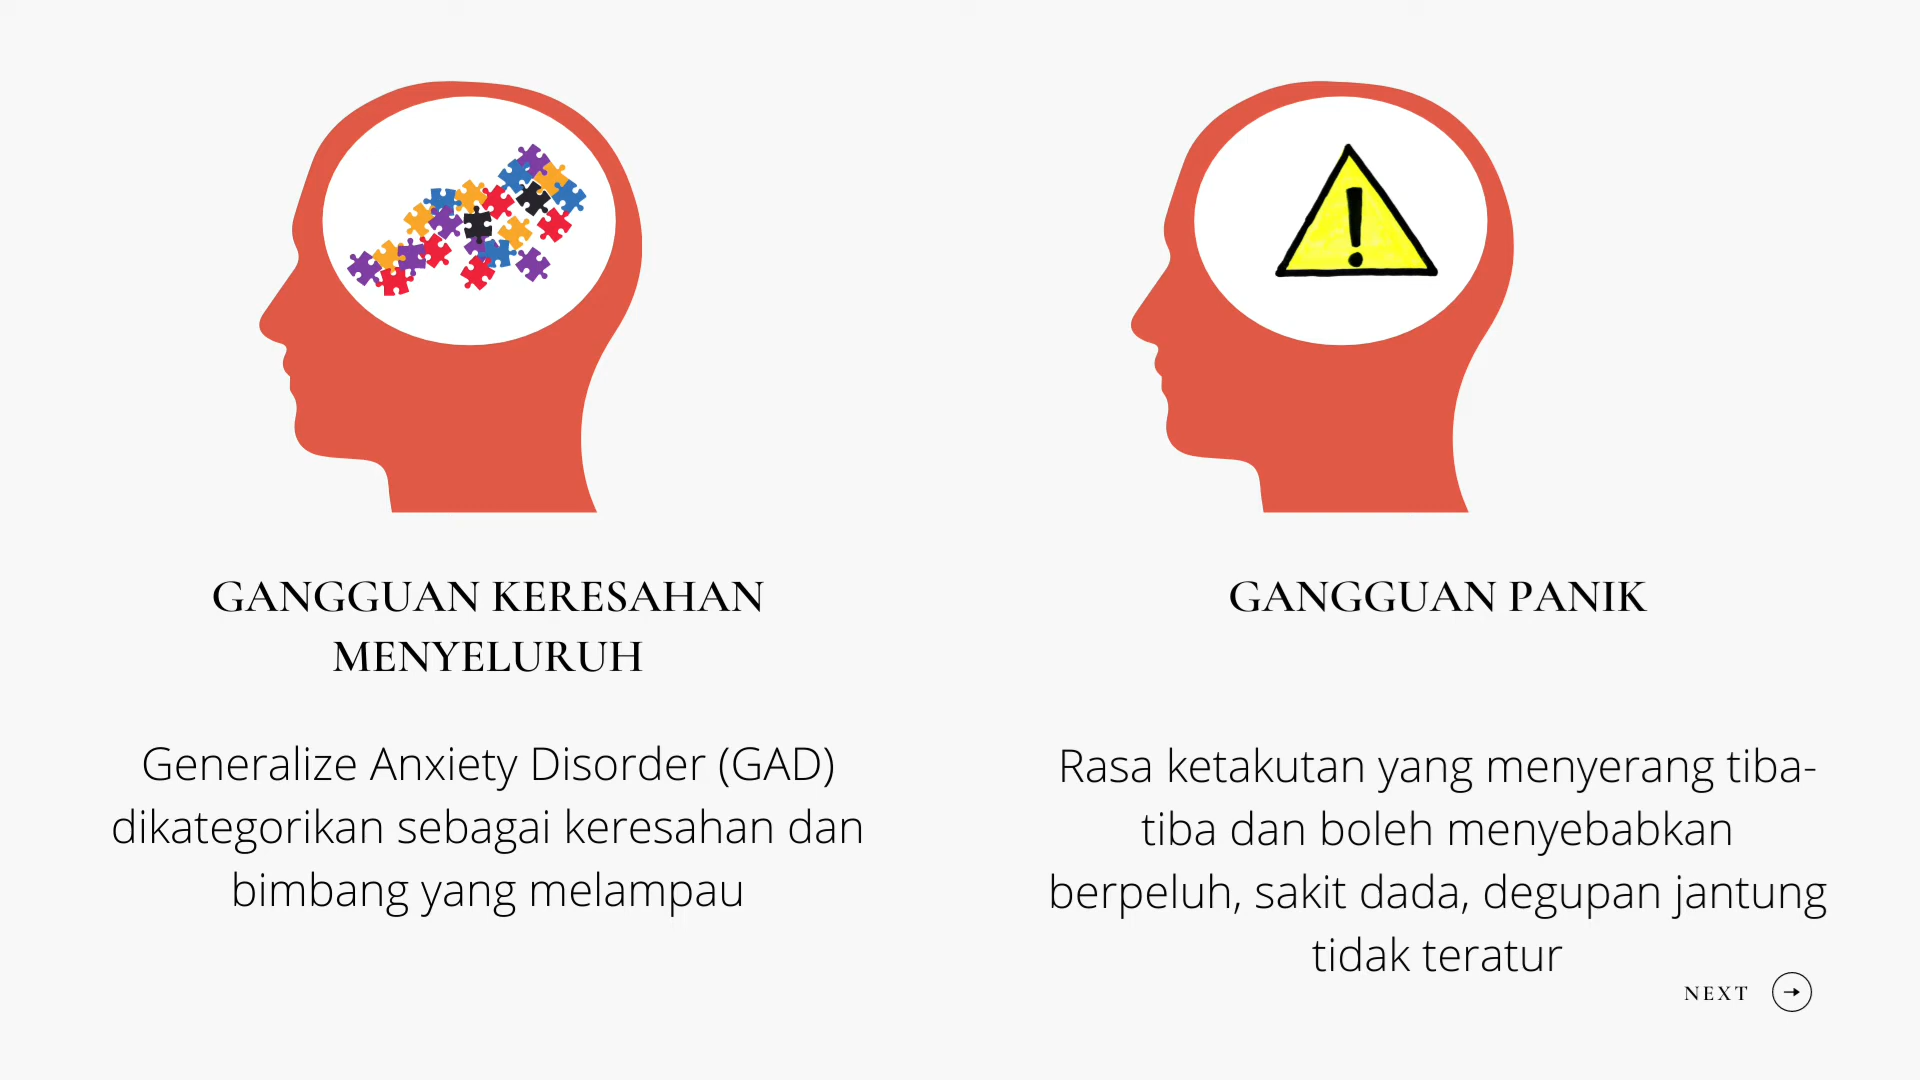 GANGGUAN KERESAHAN
MENYELURUH
Generalize Anxiety Disorder (GAD)
dikategorikan sebagai keresahan dan
bimbang yang melampau
GANGGUAN PANIK
Rasa ketakutan yang menyerang tiba-
tiba dan boleh menyebabkan
berpeluh, sakit dada, degupan jantung
tidak teratur
NEXT